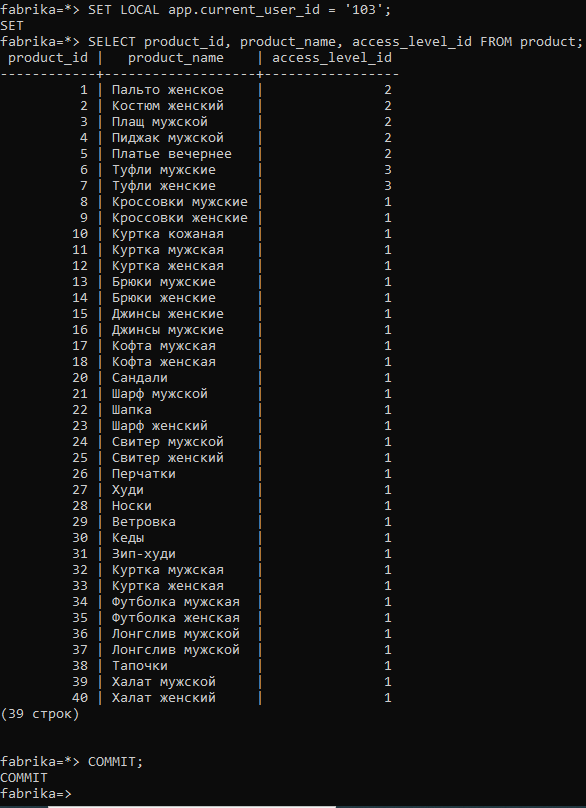 fabrika=*> SET LOCAL app.current_user_id = '103';
SET
fabrika=*> SELECT product_id, product_name, access_level_id FROM product;
 product_id |   product_name    | access_level_id
------------+-------------------+-----------------
          1 | Пальто женское    |               2
          2 | Костюм женский    |               2
          3 | Плащ мужской      |               2
          4 | Пиджак мужской    |               2
          5 | Платье вечернее   |               2
          6 | Туфли мужские     |               3
          7 | Туфли женские     |               3
          8 | Кроссовки мужские |               1
          9 | Кроссовки женские |               1
         10 | Куртка кожаная    |               1
         11 | Куртка мужская    |               1
         12 | Куртка женская    |               1
         13 | Брюки мужские     |               1
         14 | Брюки женские     |               1
         15 | Джинсы женские    |               1
         16 | Джинсы мужские    |               1
         17 | Кофта мужская     |               1
         18 | Кофта женская     |               1
         20 | Сандали           |               1
         21 | Шарф мужской      |               1
         22 | Шапка             |               1
         23 | Шарф женский      |               1
         24 | Свитер мужской    |               1
         25 | Свитер женский    |               1
         26 | Перчатки          |               1
         27 | Худи              |               1
         28 | Носки             |               1
         29 | Ветровка          |               1
         30 | Кеды              |               1
         31 | Зип-худи          |               1
         32 | Куртка мужская    |               1
         33 | Куртка женская    |               1
         34 | Футболка мужская  |               1
         35 | Футболка женская  |               1
         36 | Лонгслив мужской  |               1
         37 | Лонгслив мужской  |               1
         38 | Тапочки           |               1
         39 | Халат мужской     |               1
         40 | Халат женский     |               1
(39 строк)
fabrika=*> COMMIT;
COMMIT
fabrika=>